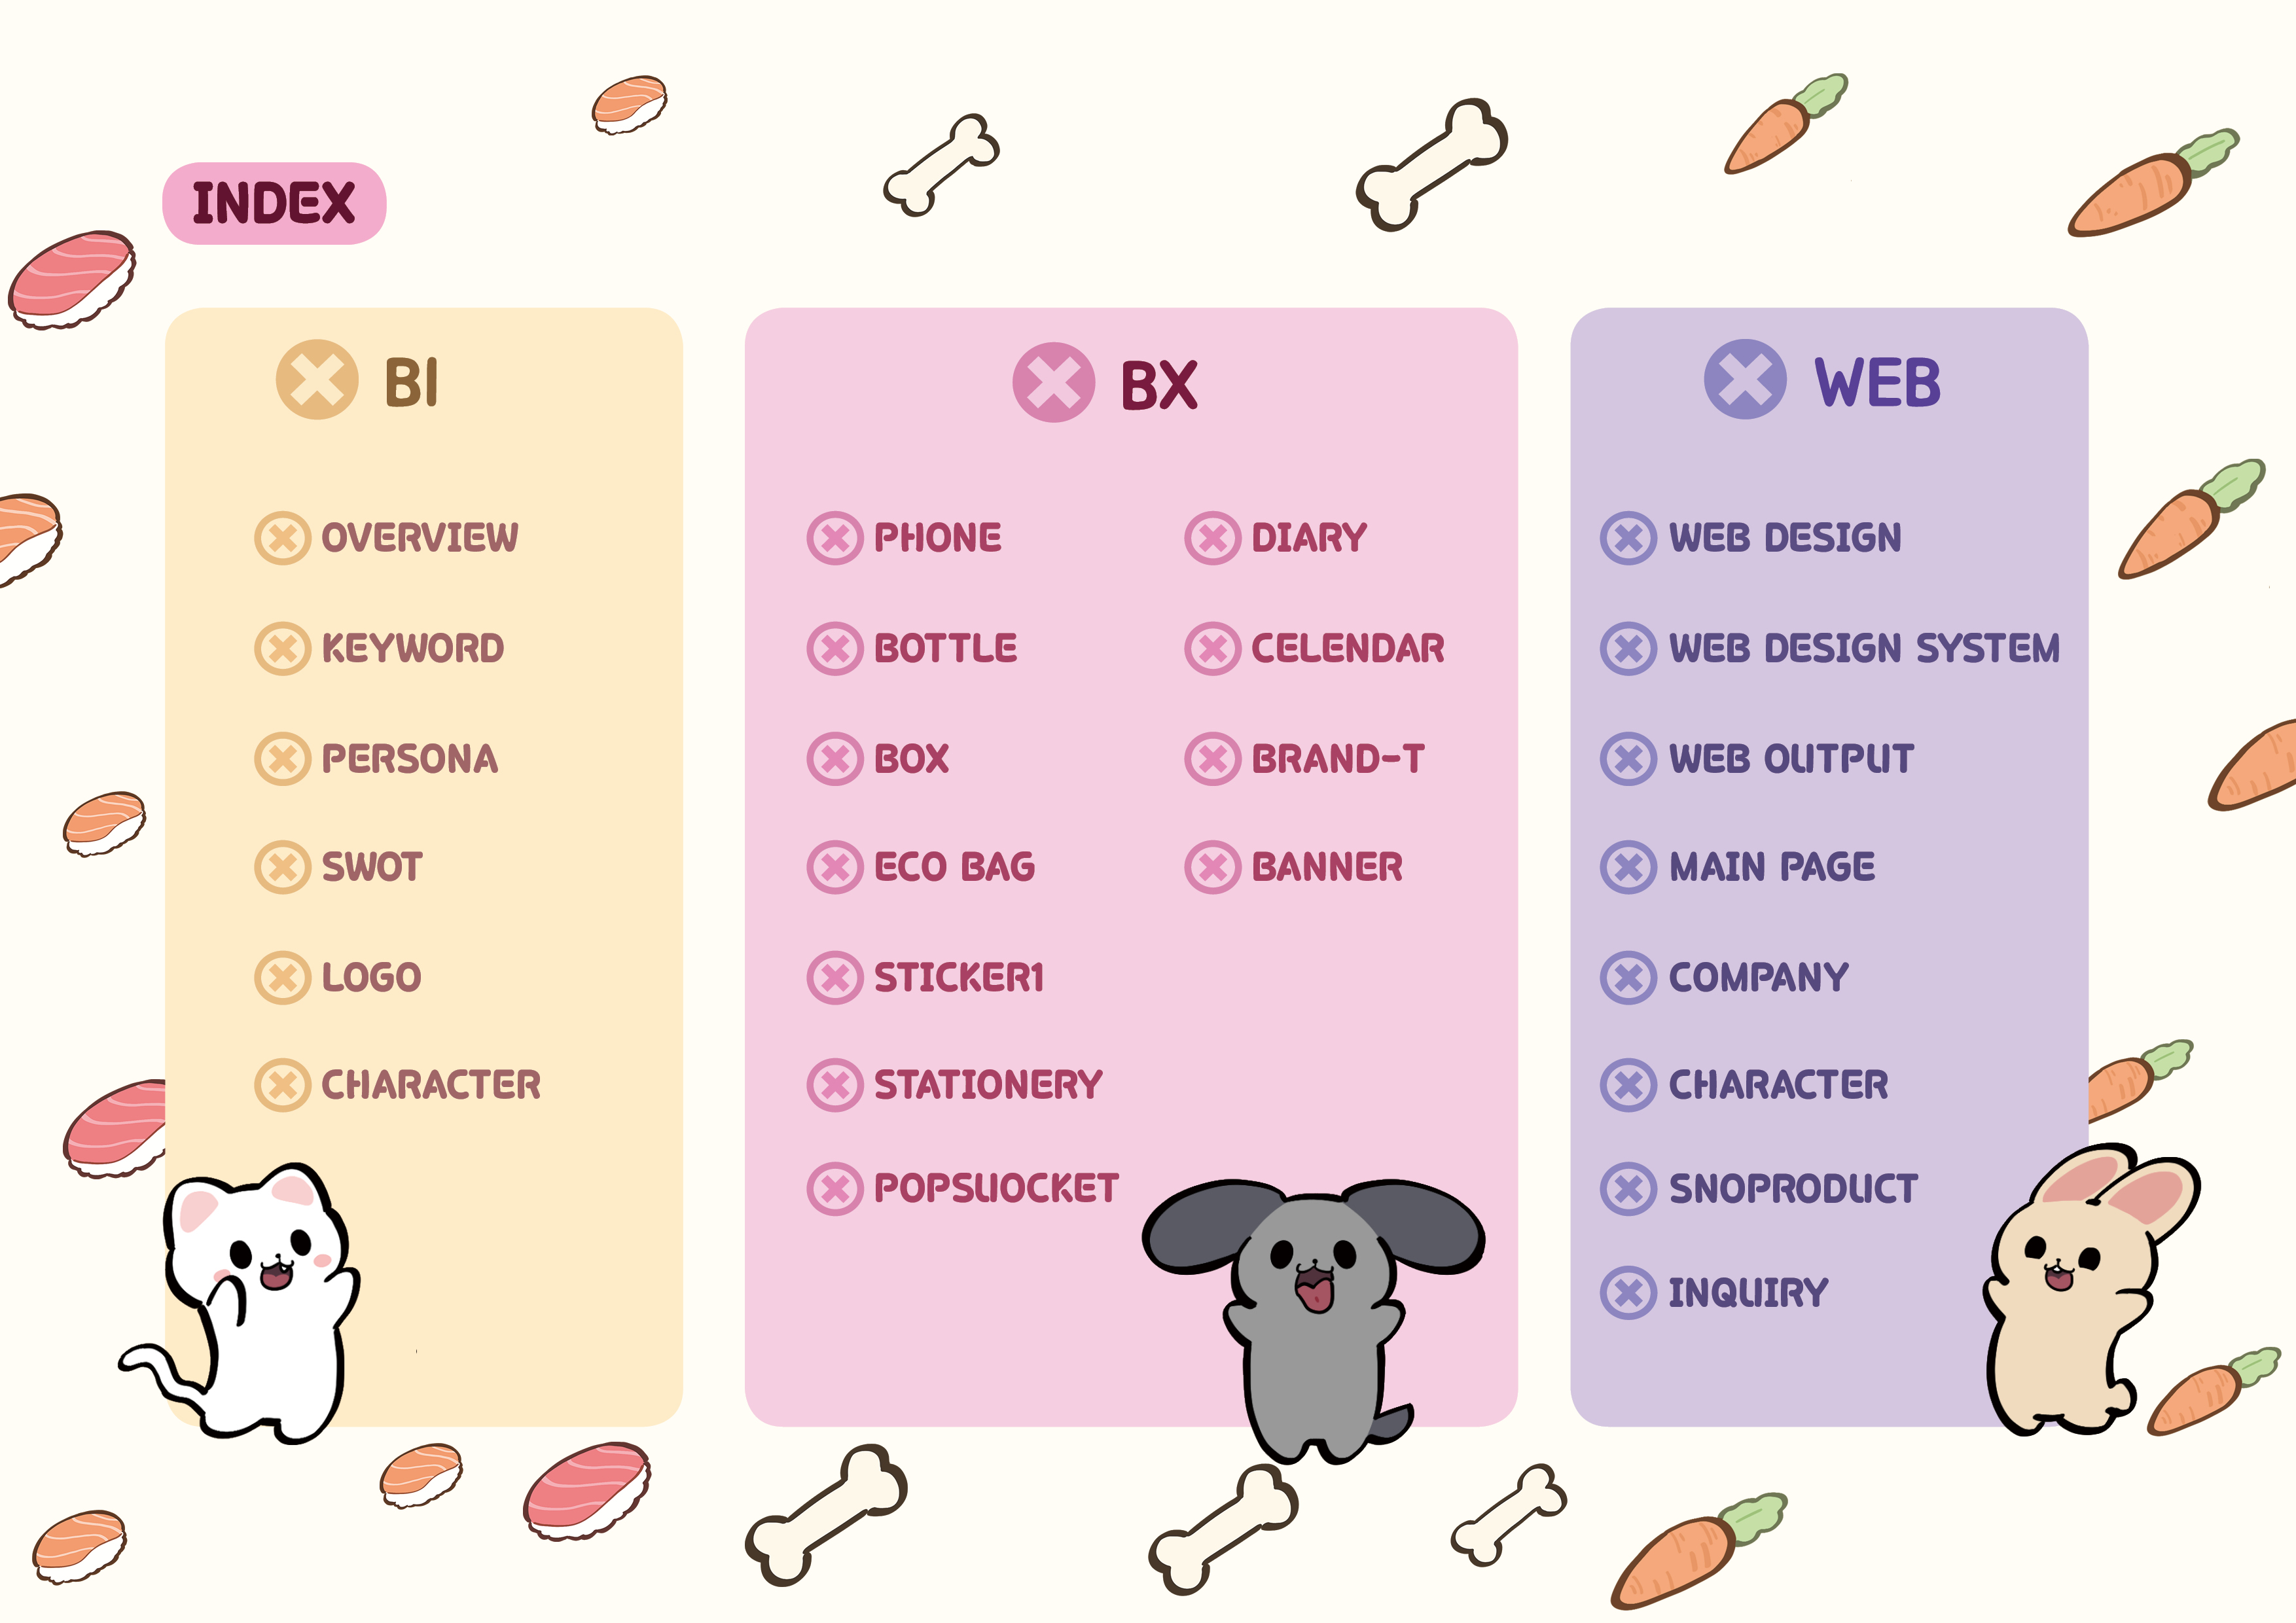 INDEX
BI
OVERVIEW
KEYWORD
PERSONA
SWOT
LOGO
CHARACTER
BX
PHONE
BOTTLE
BOX
ECO BAG
STICKER1
STATIONERY
POPSUOCKET
DIARY
CELENDAR
BRAND-T
BANNER
WEB
WEB DESIGN
WEB DESIGN SYSTEM
WEB OUTPUT
MAIN PAGE
COMPANY
CHARACTER
SNOPRODUCT
INQUIRY